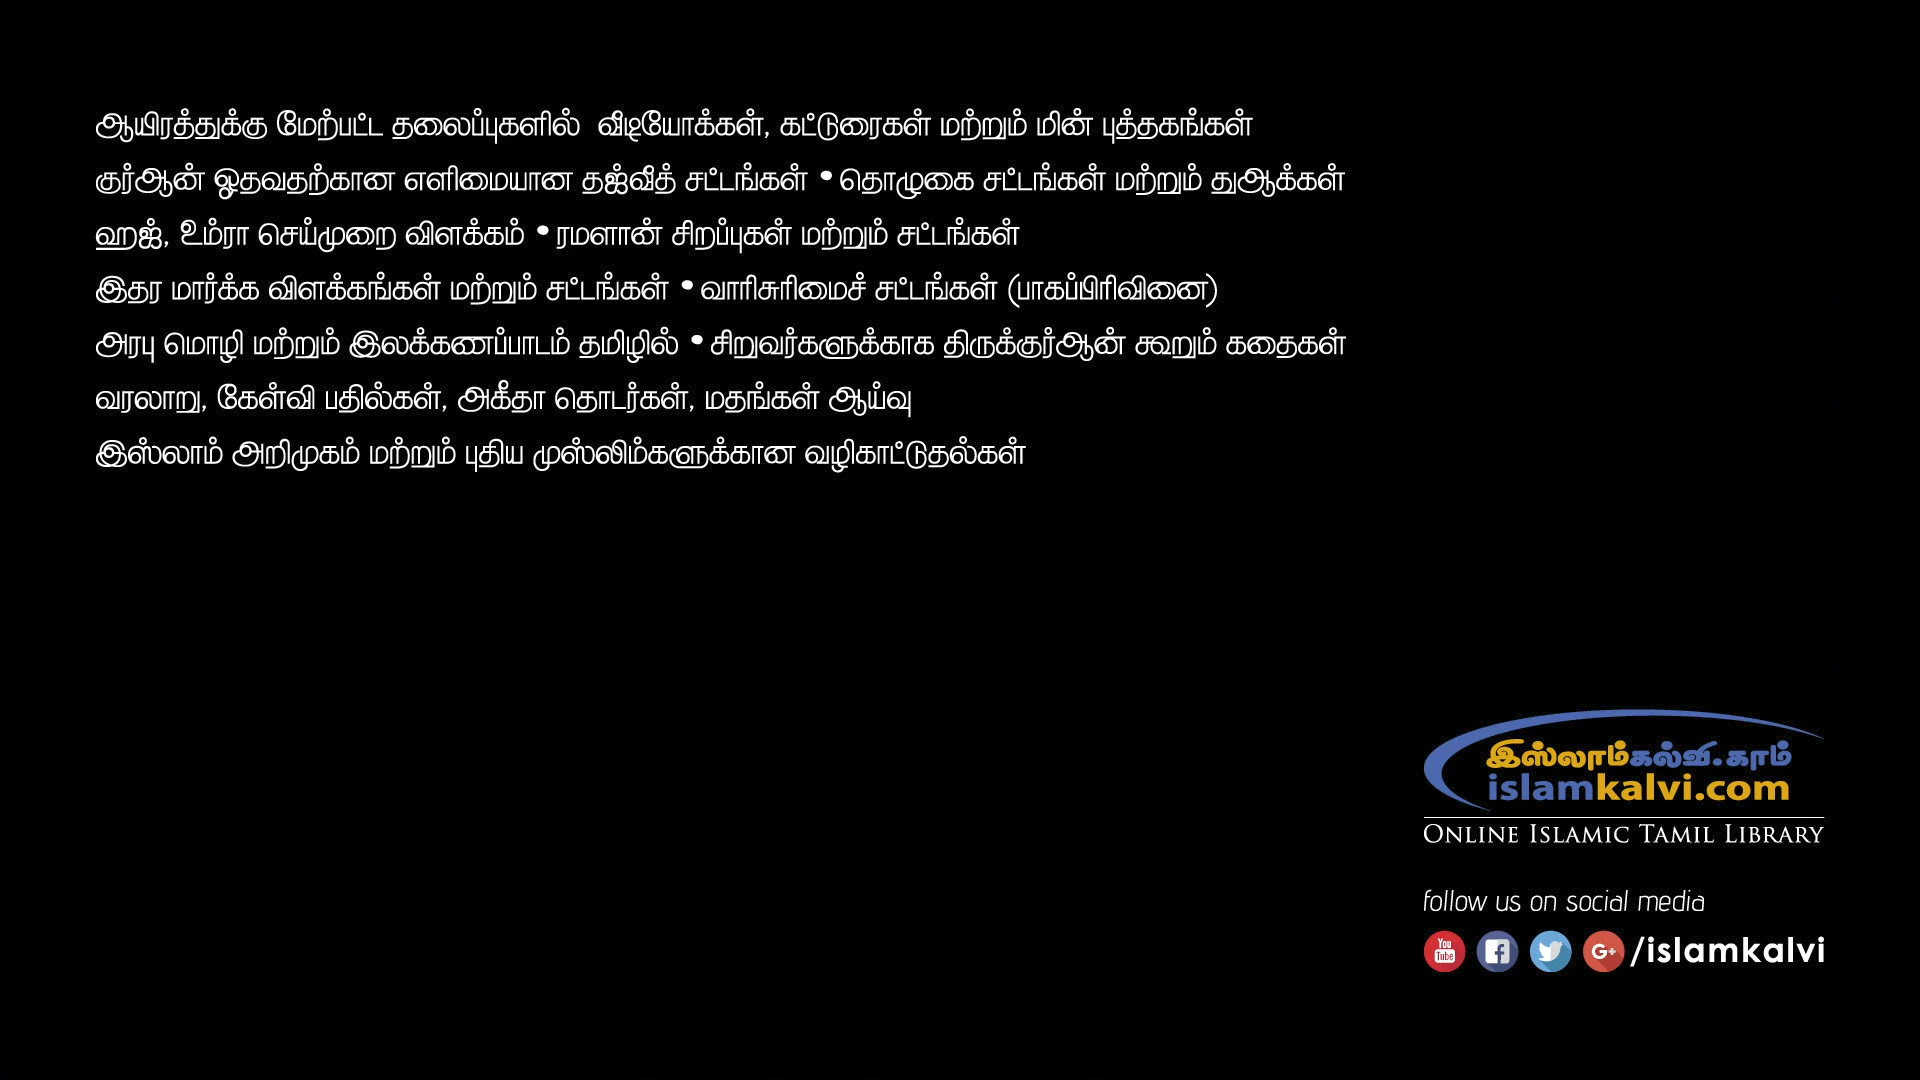 ஆயிரத்துக்கு மேற்பட்ட தலைப்புகளில் வீடியோக்கள், கட்டுரைகள் மற்றும் மின் புத்தகங்கள்
குர்ஆன் ஓதவதற்கான எளிமையான தஜ்வீத் சட்டங்கள் • தொழுகை சட்டங்கள் மற்றும் துஆக்கள்
ஹஜ், உம்ரா செய்முறை விளக்கம் • ரமளான் சிறப்புகள் மற்றும் சட்டங்கள்
இதர மார்க்க விளக்கங்கள் மற்றும் சட்டங்கள் • வாரிசுரிமைச் சட்டங்கள் (பாகப்பிரிவினை)
அரபு மொழி மற்றும் இலக்கணப்பாடம் தமிழில் • சிறுவர்களுக்காக திருக்குர்ஆன் கூறும் கதைகள்
வரலாறு, கேள்வி பதில்கள், அகீதா தொடர்கள், மதங்கள் ஆய்வு
இஸ்லாம் அறிமுகம் மற்றும் புதிய முஸ்லிம்களுக்கான வழிகாட்டுதல்கள்
இஸ்லாம்கல்வி.காம்
islamkalvi.com
ONLINE ISLAMIC TAMIL LIBRARY
follow us on social media
You Tube f G+ /islamkalvi